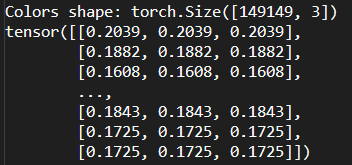 Colors shape: torch.Size([149149, 3])
tensor([[0.2039, 0.2039, 0.2039],
        [0.1882, 0.1882, 0.1882],
        [0.1608, 0.1608, 0.1608],
        ...,
        [0.1843, 0.1843, 0.1843],
        [0.1725, 0.1725, 0.1725],
        [0.1725, 0.1725, 0.1725]])